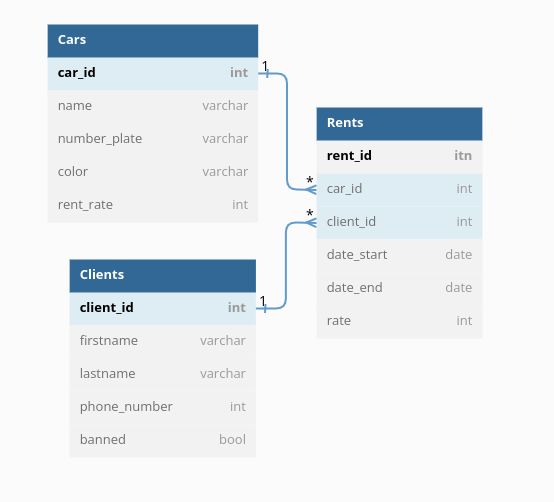 Cars
car_id int
name varchar
number_plate varchar
color varchar
rent_rate int
1
Rents
rent_id itn
* car_id int
* client_id int
date_start date
date_end date
rate int
Clients
client_id int
1
firstname varchar
lastname varchar
phone_number int
banned bool